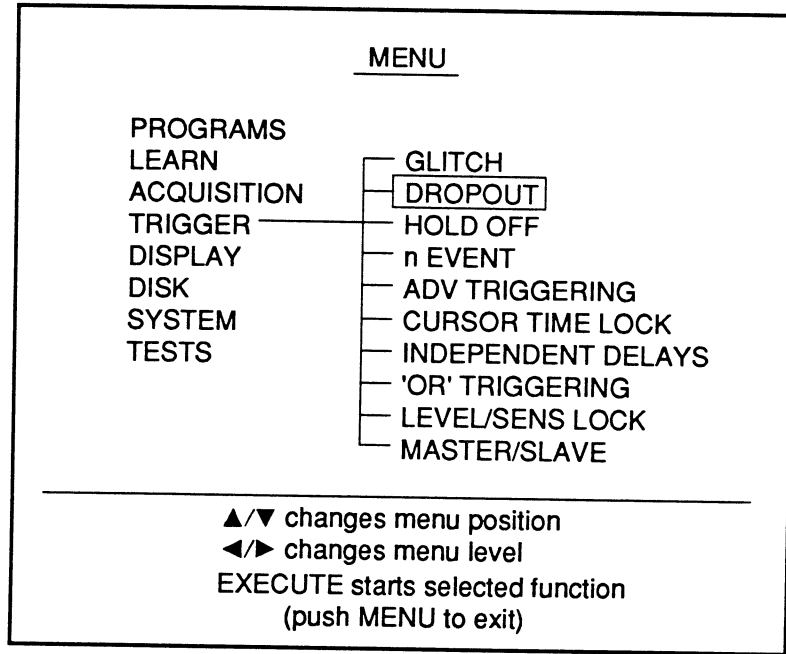 MENU
PROGRAMS
LEARN
ACQUISITION
TRIGGER
DISPLAY
DISK
SYSTEM
TESTS
GLITCH
DROPOUT
HOLD OFF
n EVENT
ADV TRIGGERING
CURSOR TIME LOCK
INDEPENDENT DELAYS
'OR' TRIGGERING
LEVEL/SENS LOCK
MASTER/SLAVE
▲/▼ changes menu position
◄/► changes menu level
EXECUTE starts selected function
(push MENU to exit)